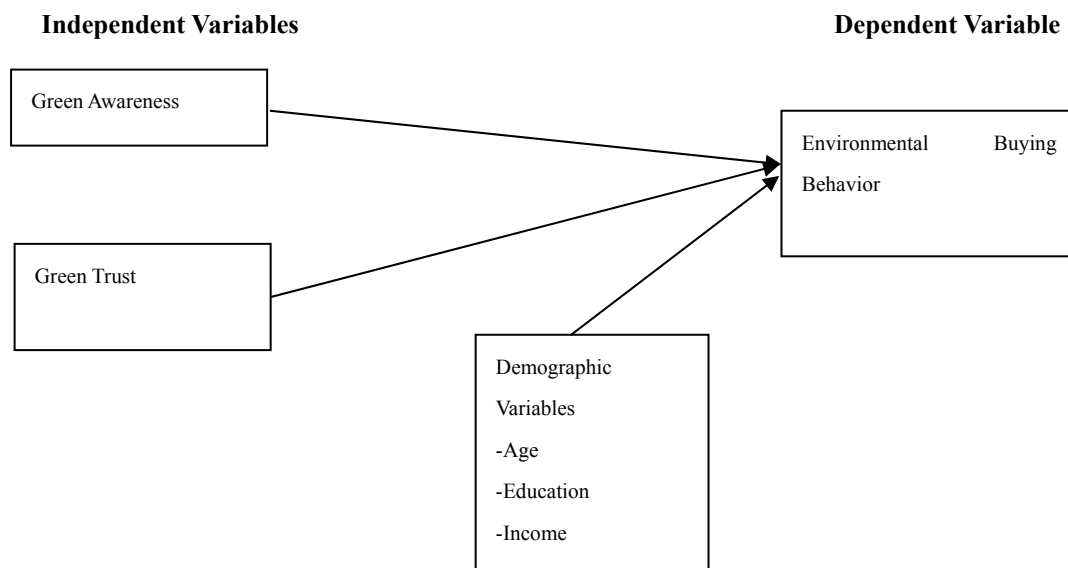 Independent Variables
Dependent Variable
Green Awareness
Environmental Buying
Behavior
Green Trust
Demographic
Variables
-Age
-Education
-Income